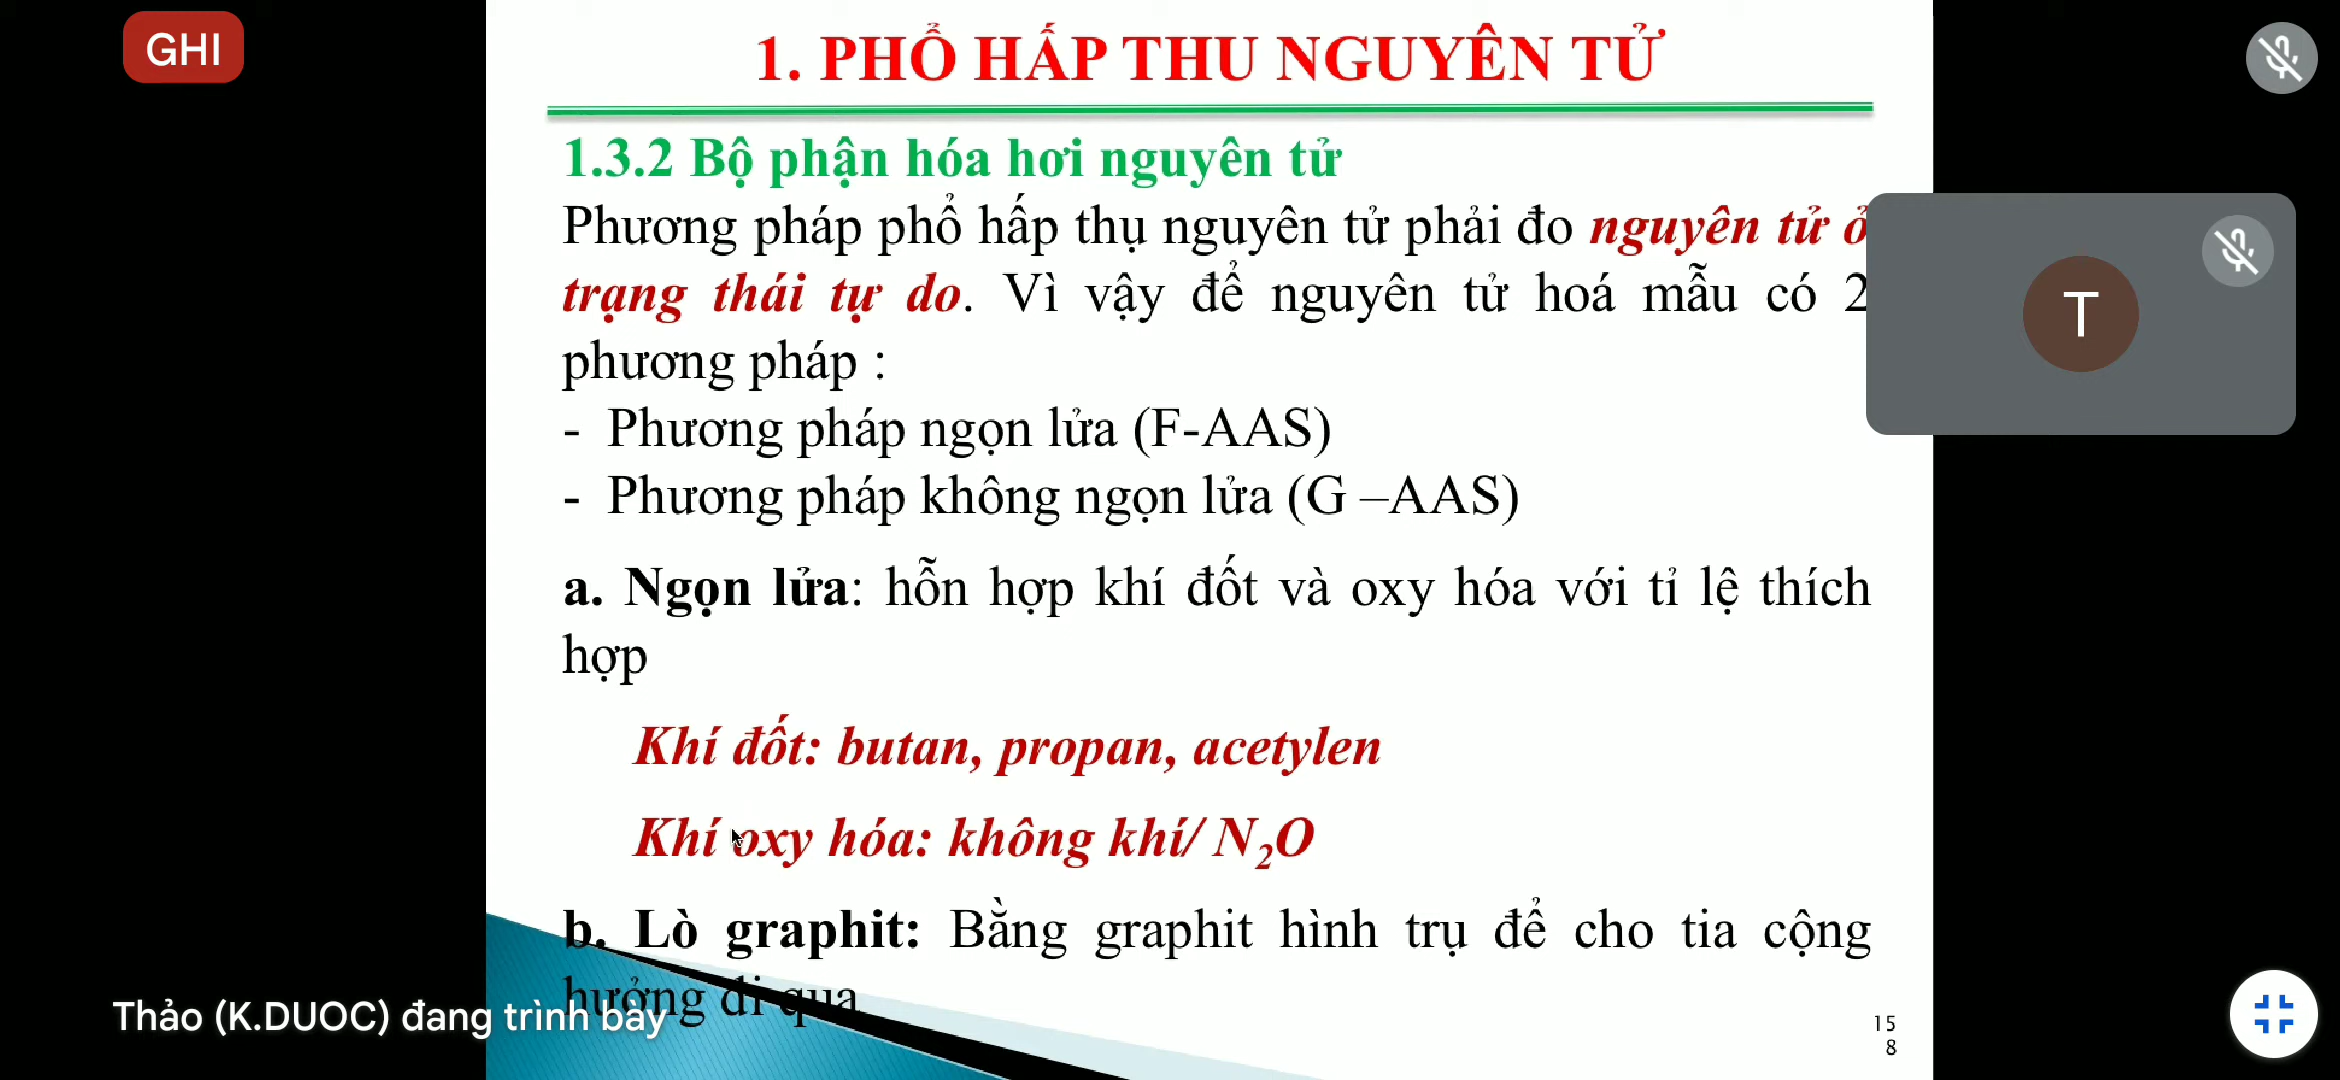 GHI
1. PHỔ HẤP THU NGUYÊN TỬ
1.3.2 Bộ phận hóa hơi nguyên tử
Phương pháp phổ hấp thụ nguyên tử phải đo nguyên tử ở
trạng thái tự do. Vì vậy để nguyên tử hoá mẫu có 2
phương pháp :
T
- Phương pháp ngọn lửa (F-AAS)
- Phương pháp không ngọn lửa (G –AAS)
a. Ngọn lửa: hỗn hợp khí đốt và oxy hóa với tỉ lệ thích
hợp
Khí đốt: butan, propan, acetylen
Khí oxy hóa: không khí/ N₂O
b. Lò graphit: Bằng graphit hình trụ để cho tia cộng
hưởng đi qua
Thảo (K.DUOC) đang trình bày
15
8